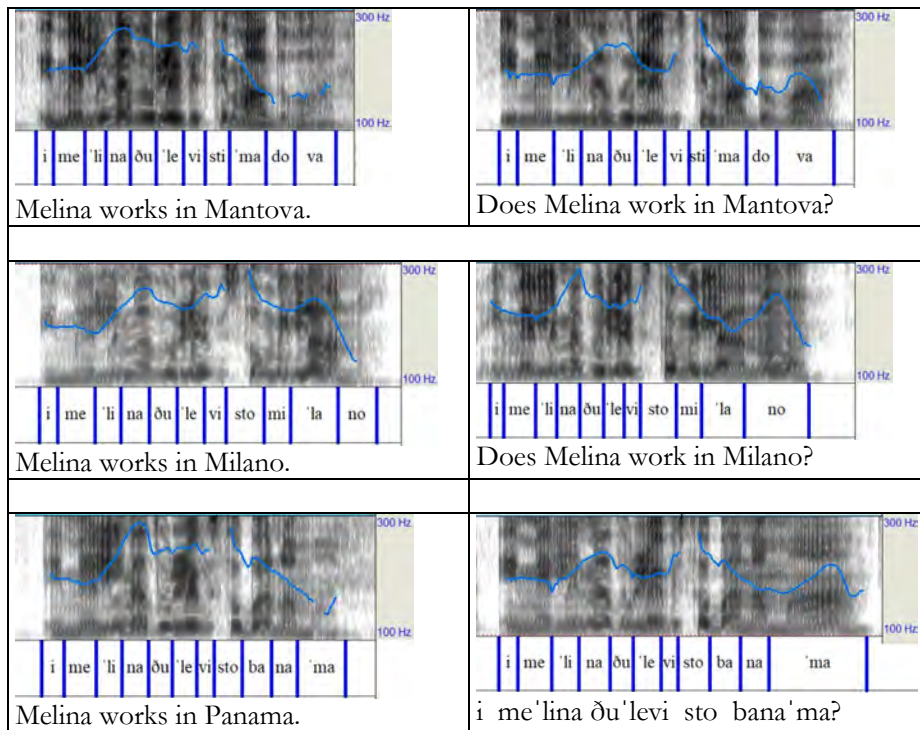 300 Hz
100 Hz
i me ˈli na ðu ˈle vi sti ˈma do va
Melina works in Mantova.
300 Hz
100 Hz
i me ˈli na ðu ˈle vi sti ˈma do va
Does Melina work in Mantova?
300 Hz
100 Hz
i me ˈli na ðu ˈle vi sto mi ˈla no
Melina works in Milano.
300 Hz
100 Hz
i me ˈli na ðu ˈle vi sto mi ˈla no
Does Melina work in Milano?
300 Hz
100 Hz
i me ˈli na ðu ˈle vi sto ba na ˈma
Melina works in Panama.
300 Hz
100 Hz
i me ˈli na ðu ˈle vi sto ba na ˈma
i meˈlina ðuˈlevi sto banaˈma?